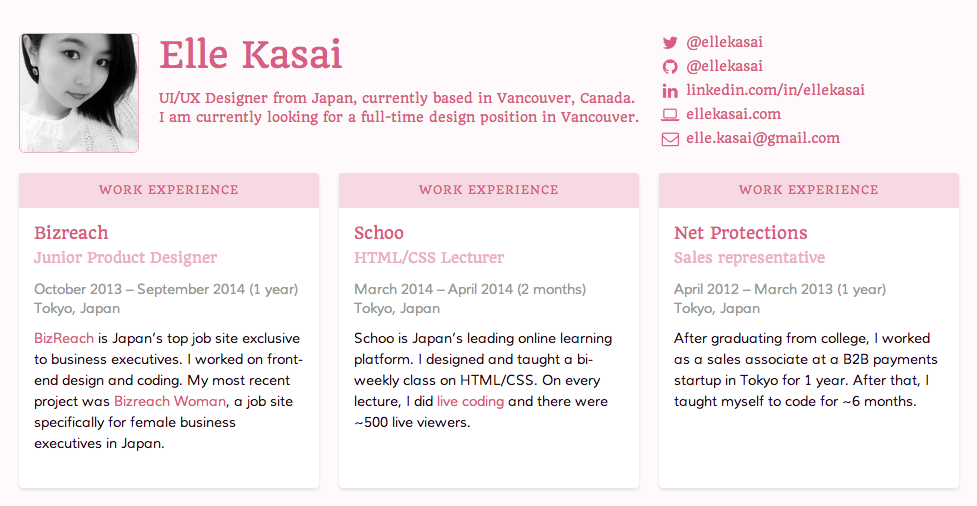 Elle Kasai
UI/UX Designer from Japan, currently based in Vancouver, Canada.
I am currently looking for a full-time design position in Vancouver.
@ellekasai
@ellekasai
linkedin.com/in/ellekasai
ellekasai.com
elle.kasai@gmail.com
WORK EXPERIENCE
Bizreach
Junior Product Designer
October 2013 – September 2014 (1 year)
Tokyo, Japan
BizReach is Japan's top job site exclusive
to business executives. I worked on front-
end design and coding. My most recent
project was Bizreach Woman, a job site
specifically for female business
executives in Japan.
WORK EXPERIENCE
Schoo
HTML/CSS Lecturer
March 2014 – April 2014 (2 months)
Tokyo, Japan
Schoo is Japan's leading online learning
platform. I designed and taught a bi-
weekly class on HTML/CSS. On every
lecture, I did live coding and there were
~500 live viewers.
WORK EXPERIENCE
Net Protections
Sales representative
April 2012 – March 2013 (1 year)
Tokyo, Japan
After graduating from college, I worked
as a sales associate at a B2B payments
startup in Tokyo for 1 year. After that, I
taught myself to code for ~6 months.